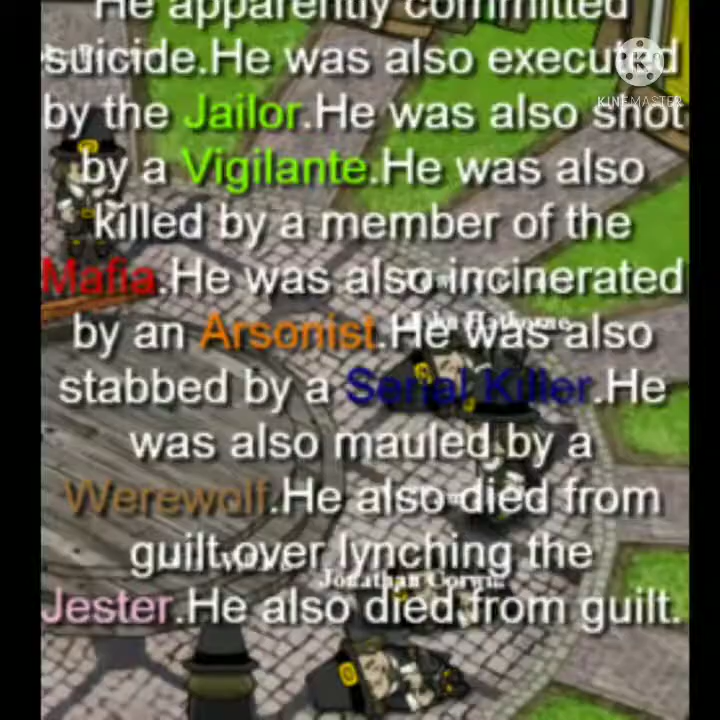 He apparently committed
suicide.He was also executed
KINEMASTER
by the Jailor.He was also shot
by a Vigilante.He was also
killed by a member of the
Mafia.He was also incinerated
by an Arsonist.He was also
stabbed by a Serial Killer.He
was also mauled by a
Werewolf.He also died from
guilt over lynching the
Jonathan Corwin
Jester.He also died from guilt.